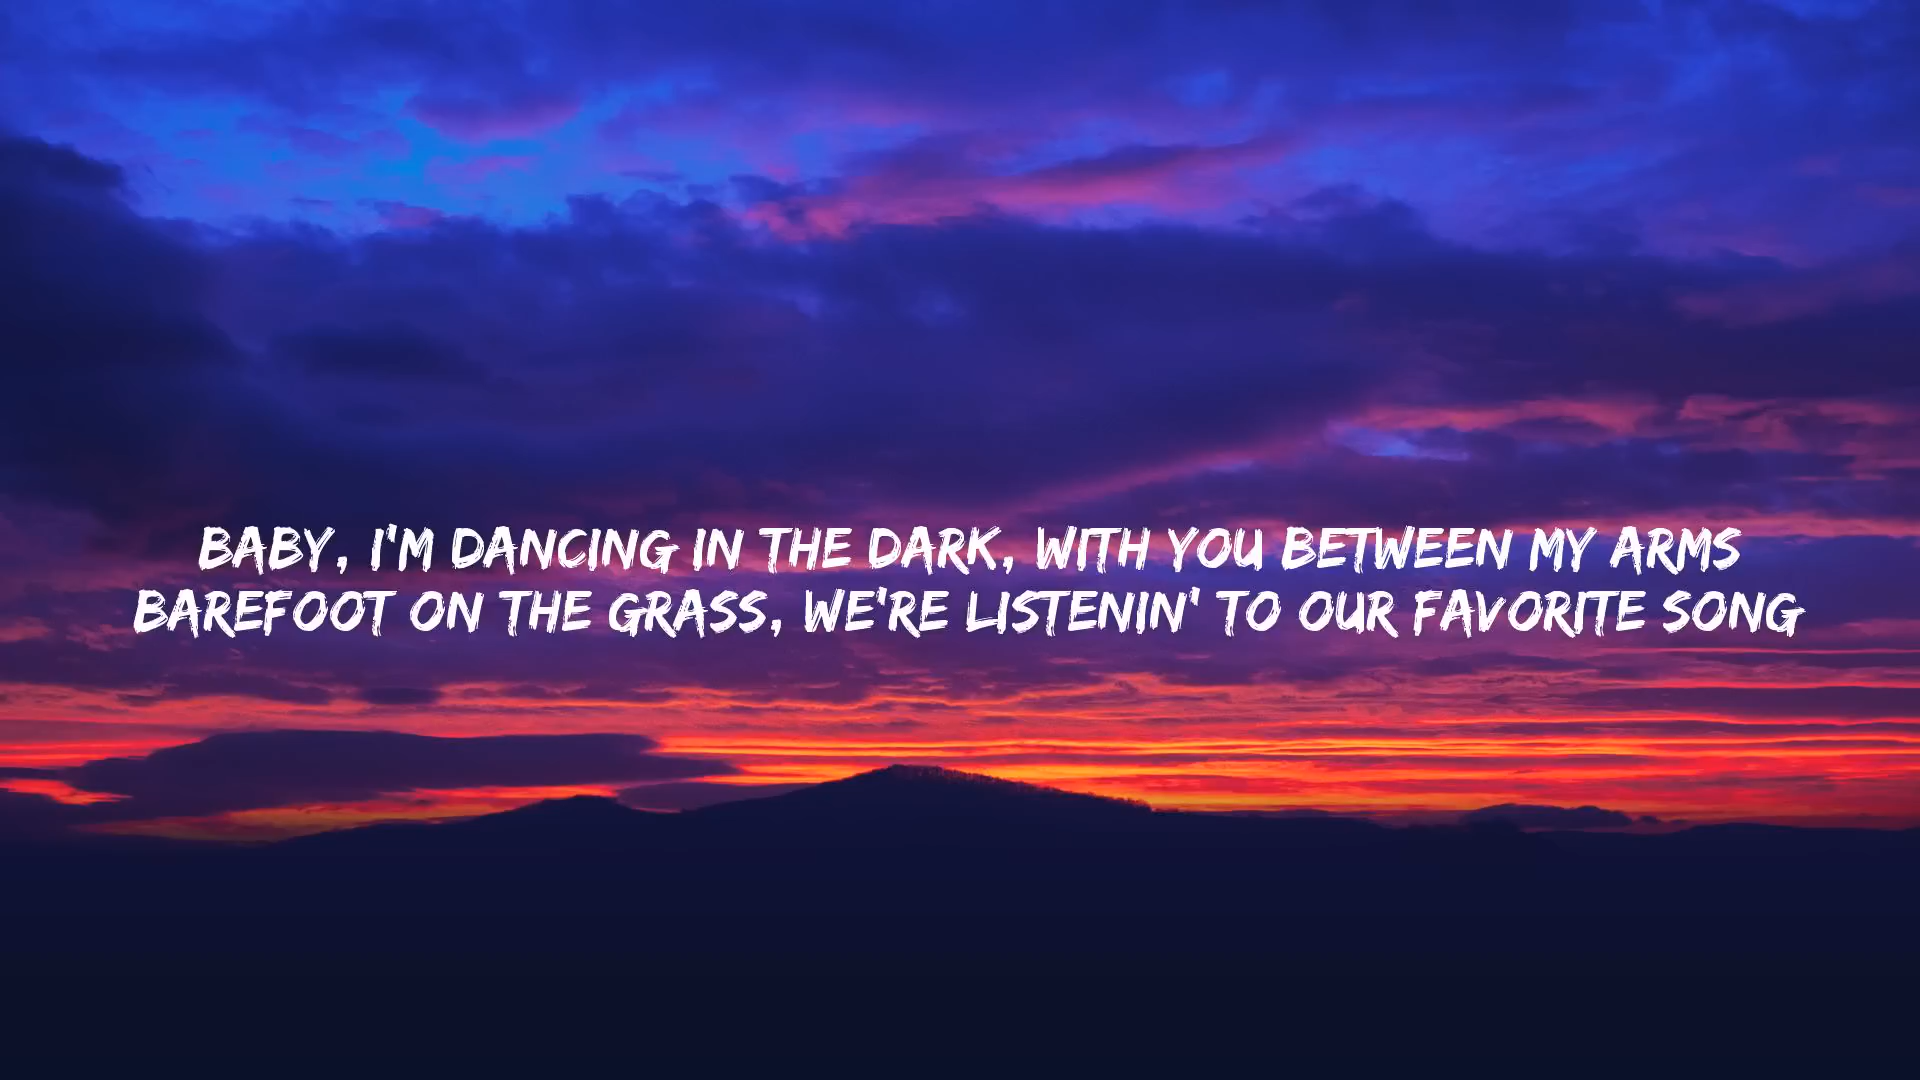 BABY, I'M DANCING IN THE DARK, WITH YOU BETWEEN MY ARMS
BAREFOOT ON THE GRASS, WE'RE LISTENIN' TO OUR FAVORITE SONG